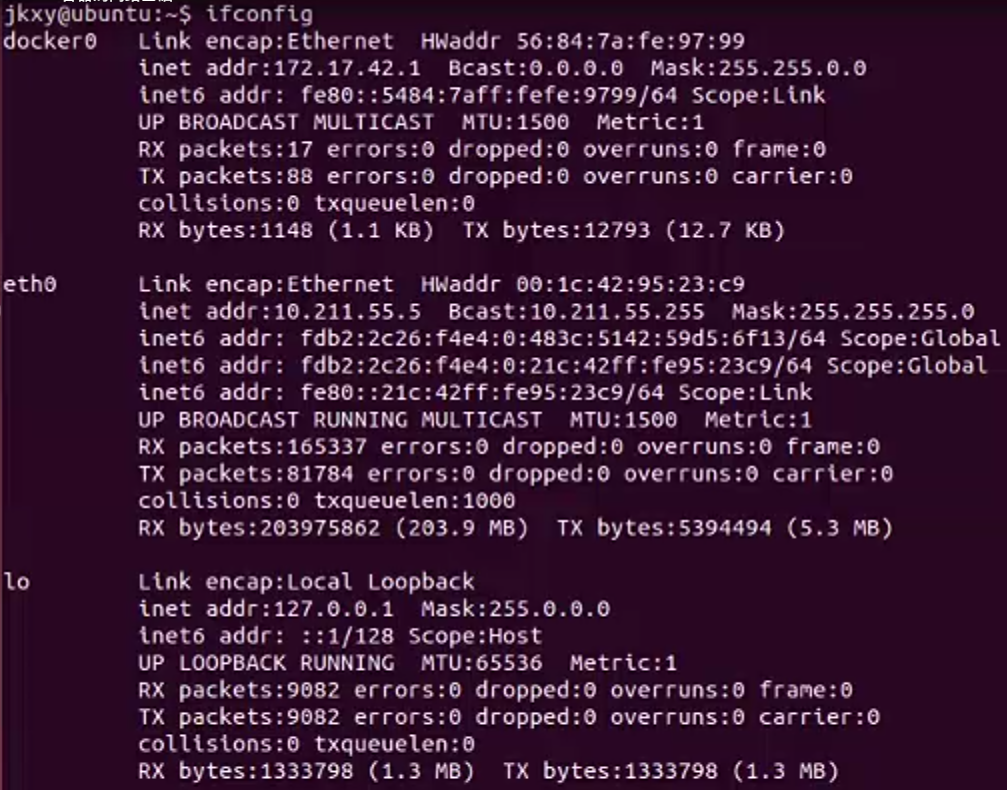 jkxy@ubuntu:~$ ifconfig
docker0   Link encap:Ethernet  HWaddr 56:84:7a:fe:97:99
          inet addr:172.17.42.1  Bcast:0.0.0.0  Mask:255.255.0.0
          inet6 addr: fe80::5484:7aff:fefe:9799/64 Scope:Link
          UP BROADCAST MULTICAST  MTU:1500  Metric:1
          RX packets:17 errors:0 dropped:0 overruns:0 frame:0
          TX packets:88 errors:0 dropped:0 overruns:0 carrier:0
          collisions:0 txqueuelen:0
          RX bytes:1148 (1.1 KB)  TX bytes:12793 (12.7 KB)

eth0      Link encap:Ethernet  HWaddr 00:1c:42:95:23:c9
          inet addr:10.211.55.5  Bcast:10.211.55.255  Mask:255.255.255.0
          inet6 addr: fdb2:2c26:f4e4:0:483c:5142:59d5:6f13/64 Scope:Global
          inet6 addr: fdb2:2c26:f4e4:0:21c:42ff:fe95:23c9/64 Scope:Global
          inet6 addr: fe80::21c:42ff:fe95:23c9/64 Scope:Link
          UP BROADCAST RUNNING MULTICAST  MTU:1500  Metric:1
          RX packets:165337 errors:0 dropped:0 overruns:0 frame:0
          TX packets:81784 errors:0 dropped:0 overruns:0 carrier:0
          collisions:0 txqueuelen:1000
          RX bytes:203975862 (203.9 MB)  TX bytes:5394494 (5.3 MB)

lo        Link encap:Local Loopback
          inet addr:127.0.0.1  Mask:255.0.0.0
          inet6 addr: ::1/128 Scope:Host
          UP LOOPBACK RUNNING  MTU:65536  Metric:1
          RX packets:9082 errors:0 dropped:0 overruns:0 frame:0
          TX packets:9082 errors:0 dropped:0 overruns:0 carrier:0
          collisions:0 txqueuelen:0
          RX bytes:1333798 (1.3 MB)  TX bytes:1333798 (1.3 MB)